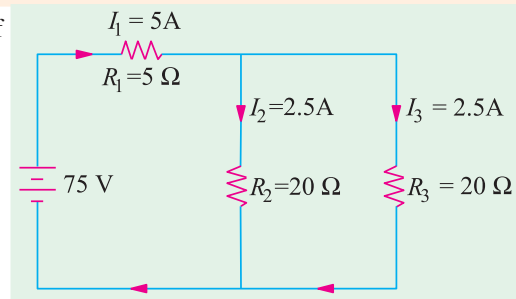 f
I₁ = 5A
R₁=5 Ω
I₂=2.5A
I₃ = 2.5A
75 V
R₂=20 Ω
R₃ = 20 Ω